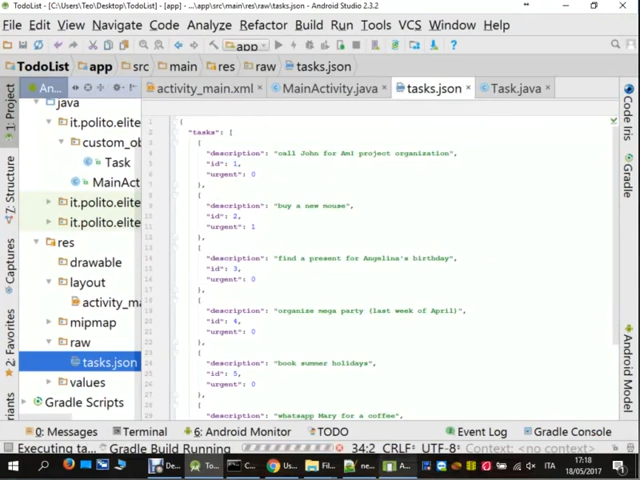 TodoList - [C:\Users\Teo\Desktop\TodoList] - [app] - ...\app\src\main\res\raw\tasks.json - Android Studio 2.3.2
File Edit View Navigate Code Analyze Refactor Build Run Tools VCS Window Help
app
TodoList app src main res raw tasks.json
An... activity_main.xml × MainActivity.java × tasks.json × Task.java ×
1: Project
7: Structure
Captures
2: Favorites
Code Iris
Gradle
Android Model
java
it.polito.elite
custom_ob
Task
MainAct
it.polito.elite
it.polito.elite
res
drawable
layout
activity_ma
mipmap
raw
tasks.json
values
Gradle Scripts
{
"tasks": [
{
"description": "call John for AmI project organization",
"id": 1,
"urgent": 0
},
{
"description": "buy a new mouse",
"id": 2,
"urgent": 1
},
{
"description": "find a present for Angelina's birthday",
"id": 3,
"urgent": 0
},
{
"description": "organize mega party (last week of April)",
"id": 4,
"urgent": 0
},
{
"description": "book summer holidays",
"id": 5,
"urgent": 0
},
{
"description": "whatsapp Mary for a coffee",
0: Messages Terminal 6: Android Monitor TODO Event Log Gradle Console
Executing ta... Gradle Build Running 34:2 CRLF÷ UTF-8÷ Context: <no context>
De... To... C... Us... File... ne... A... ITA 17:18
18/05/2017